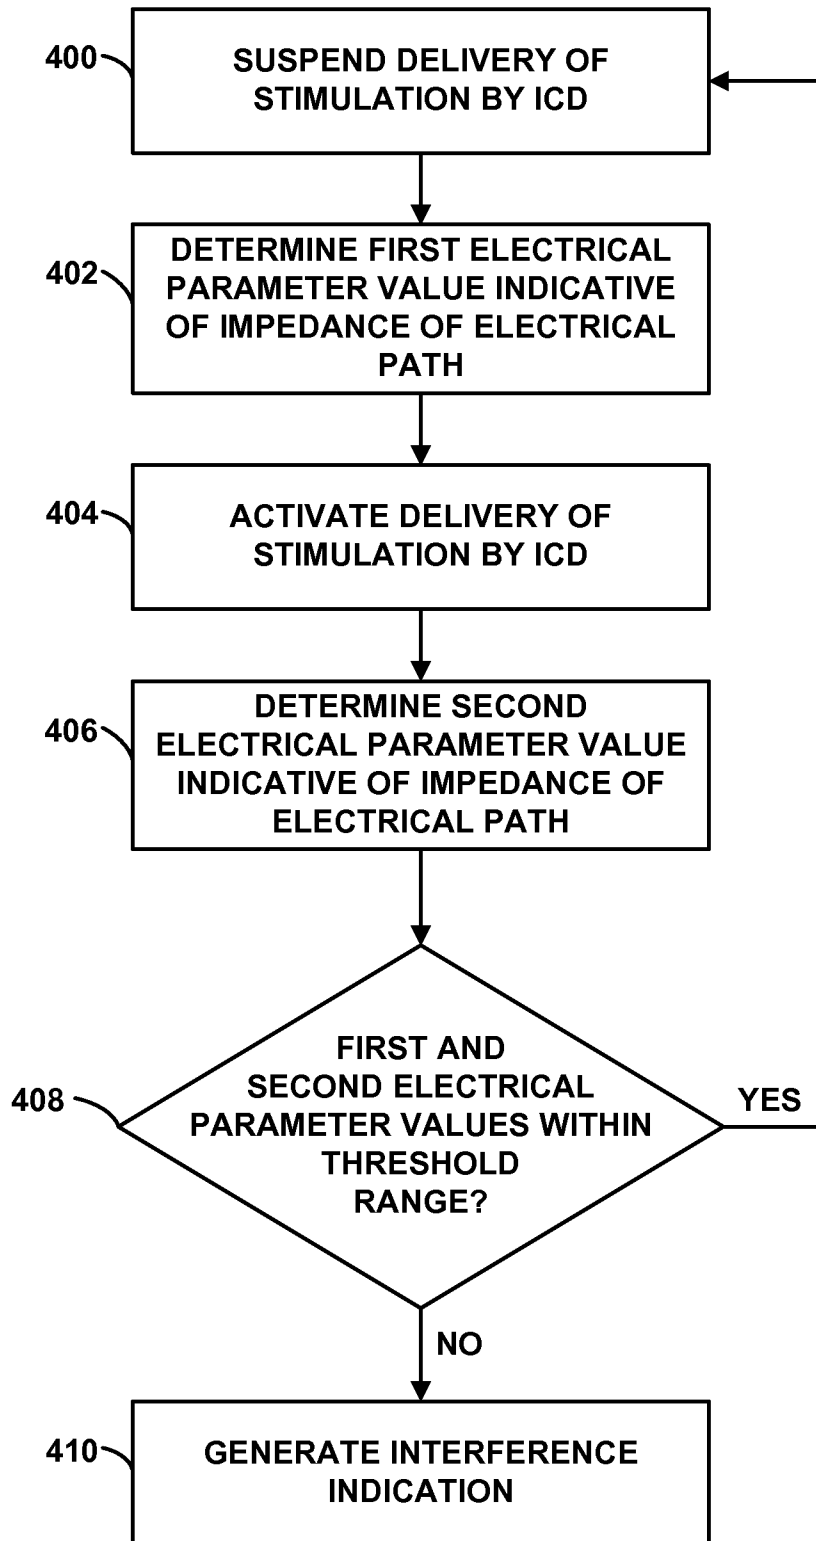 400
SUSPEND DELIVERY OF
STIMULATION BY ICD
402
DETERMINE FIRST ELECTRICAL
PARAMETER VALUE INDICATIVE
OF IMPEDANCE OF ELECTRICAL
PATH
404
ACTIVATE DELIVERY OF
STIMULATION BY ICD
406
DETERMINE SECOND
ELECTRICAL PARAMETER VALUE
INDICATIVE OF IMPEDANCE OF
ELECTRICAL PATH
408
FIRST AND
SECOND ELECTRICAL
PARAMETER VALUES WITHIN
THRESHOLD
RANGE?
YES
NO
410
GENERATE INTERFERENCE
INDICATION